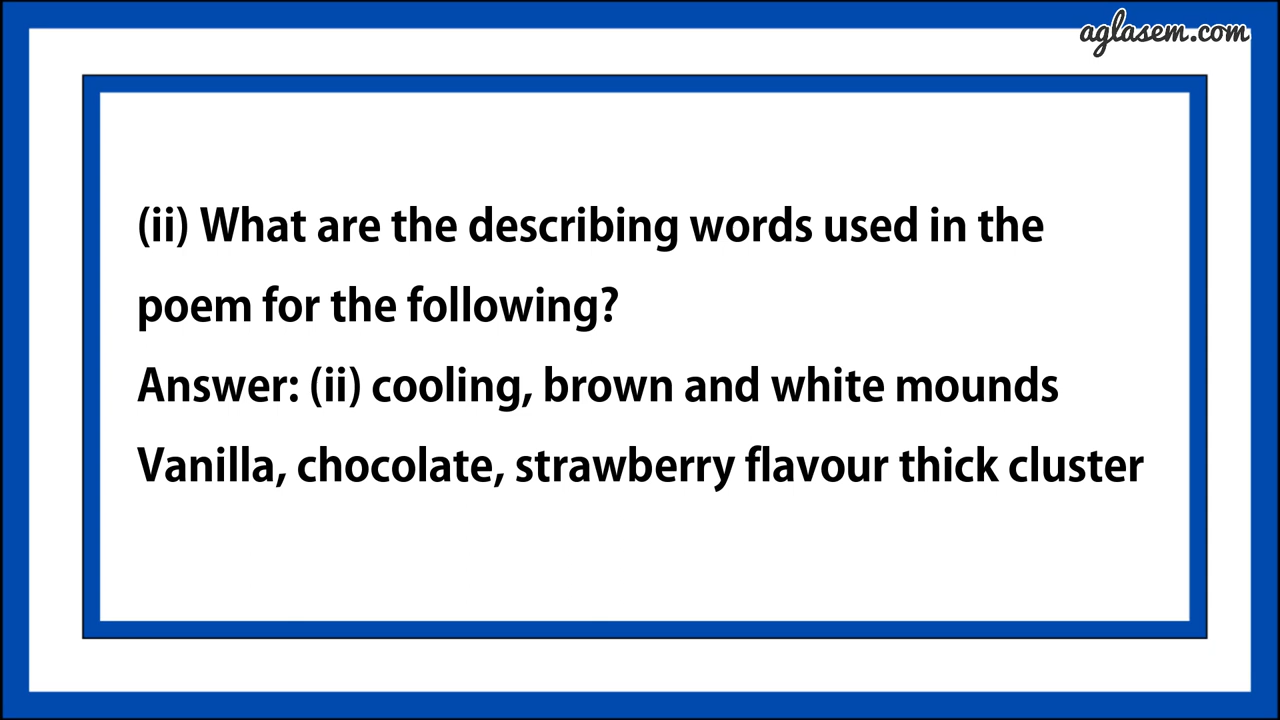 aglasem.com
(ii) What are the describing words used in the
poem for the following?
Answer: (ii) cooling, brown and white mounds
Vanilla, chocolate, strawberry flavour thick cluster